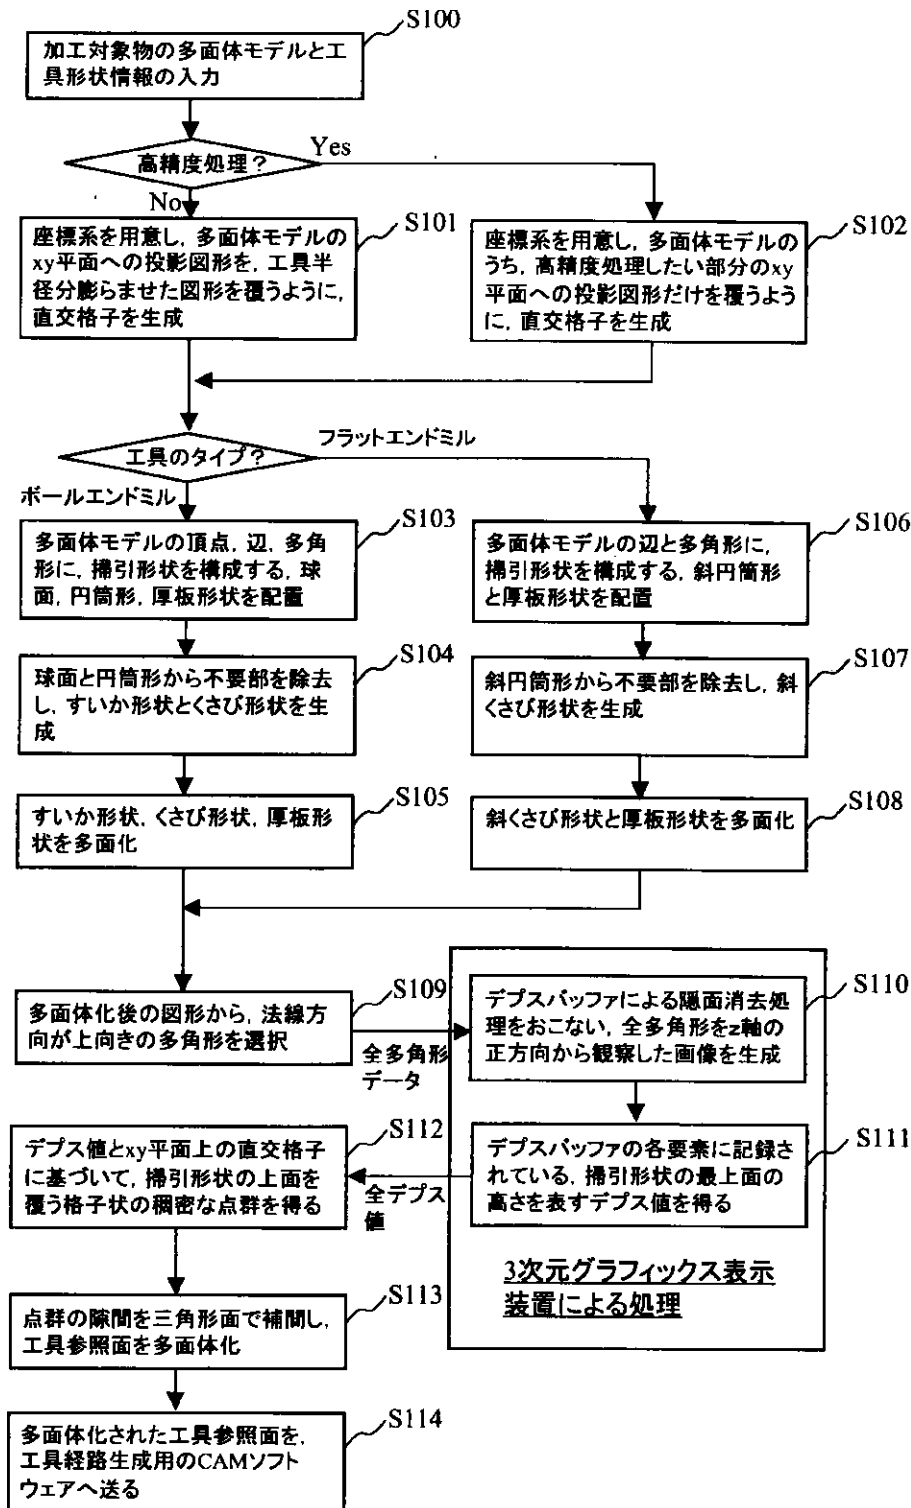 S100
加工対象物の多面体モデルと工
具形状情報の入力
高精度処理?
Yes
No
S101
座標系を用意し,多面体モデルの
xy平面への投影図形を,工具半
径分膨らませた図形を覆うように,
直交格子を生成
S102
座標系を用意し,多面体モデルの
うち,高精度処理したい部分のxy
平面への投影図形だけを覆うよう
に,直交格子を生成
工具のタイプ?
フラットエンドミル
ボールエンドミル
S103
多面体モデルの頂点,辺,多角
形に,掃引形状を構成する,球
面,円筒形,厚板形状を配置
S106
多面体モデルの辺と多角形に,
掃引形状を構成する,斜円筒形
と厚板形状を配置
S104
球面と円筒形から不要部を除去
し,すいか形状とくさび形状を生
成
S107
斜円筒形から不要部を除去し,斜
くさび形状を生成
S105
すいか形状,くさび形状,厚板形
状を多面化
S108
斜くさび形状と厚板形状を多面化
S109
多面体化後の図形から,法線方
向が上向きの多角形を選択
全多角形
データ
S110
デプスバッファによる隠面消去処
理をおこない,全多角形をz軸の
正方向から観察した画像を生成
S111
デプスバッファの各要素に記録さ
れている,掃引形状の最上面の
高さを表すデプス値を得る
全デプス
値
3次元グラフィックス表示
装置による処理
S112
デプス値とxy平面上の直交格子
に基づいて,掃引形状の上面を
覆う格子状の稠密な点群を得る
S113
点群の隙間を三角形面で補間し,
工具参照面を多面体化
S114
多面体化された工具参照面を,
工具経路生成用のCAMソフト
ウェアへ送る